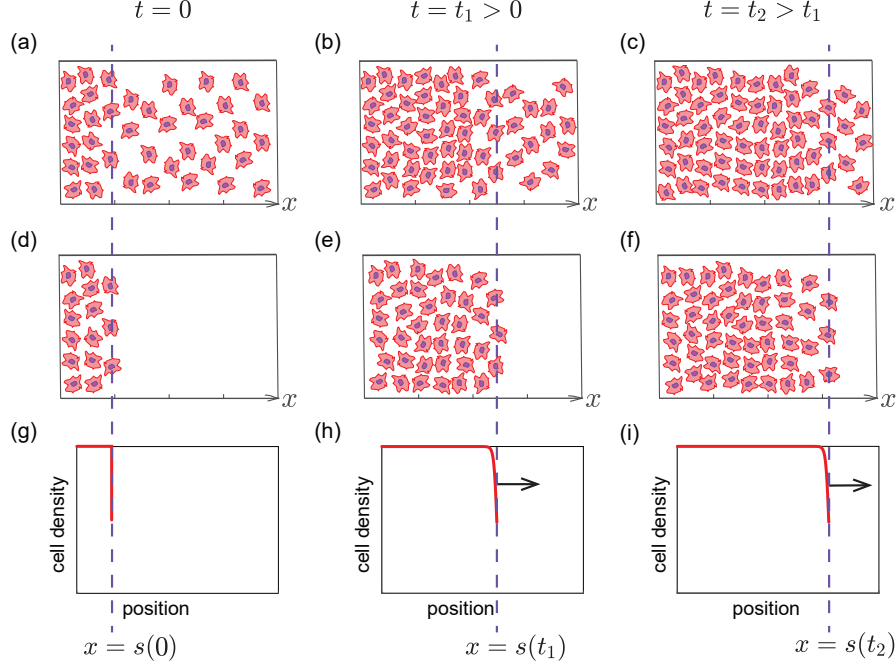 t = 0
t = t₁ > 0
t = t₂ > t₁
(a)
(b)
(c)
x
x
x
(d)
(e)
(f)
x
x
x
(g)
(h)
(i)
cell density
cell density
cell density
position
position
position
x = s(0)
x = s(t₁)
x = s(t₂)